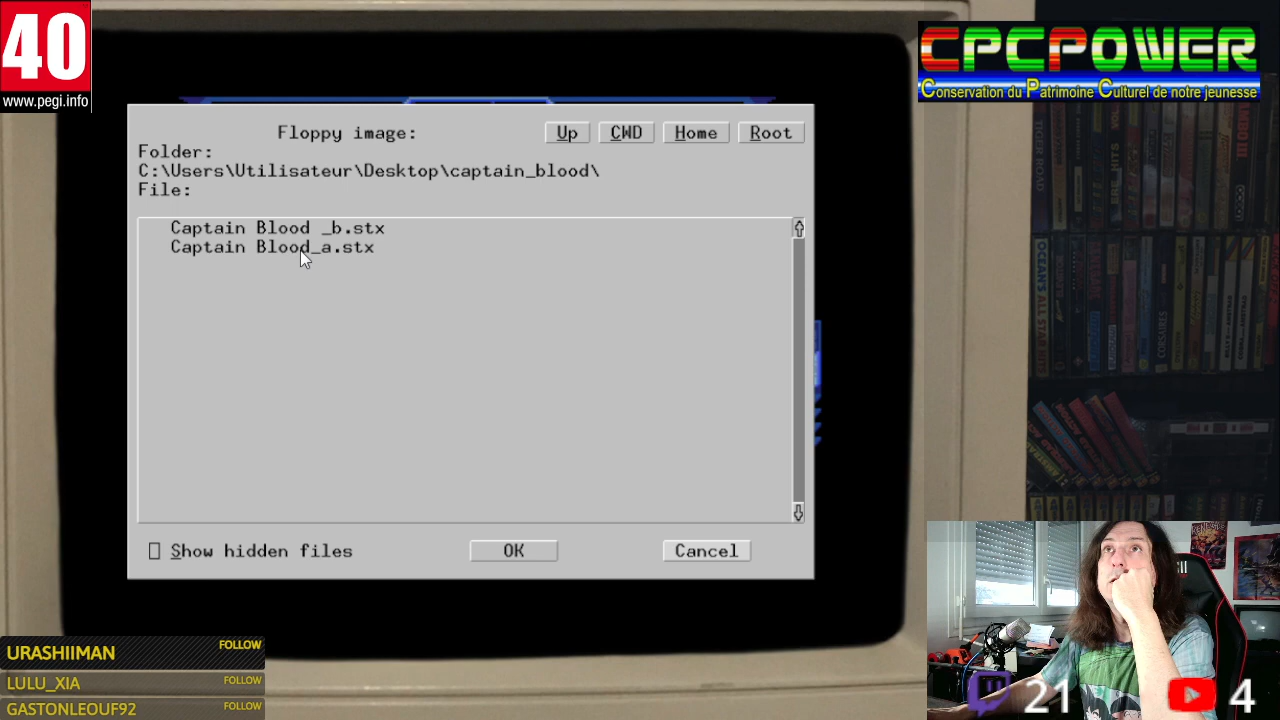 40
www.pegi.info
CPCPOWER
Conservation du Patrimoine Culturel de notre jeunesse
Floppy image:
Up
CWD
Home
Root
Folder:
C:\Users\Utilisateur\Desktop\captain_blood\
File:
Captain Blood _b.stx
Captain Blood_a.stx
Show hidden files
OK
Cancel
URASHIIMAN
FOLLOW
LULU_XIA
FOLLOW
GASTONLEOUF92
FOLLOW
21
4